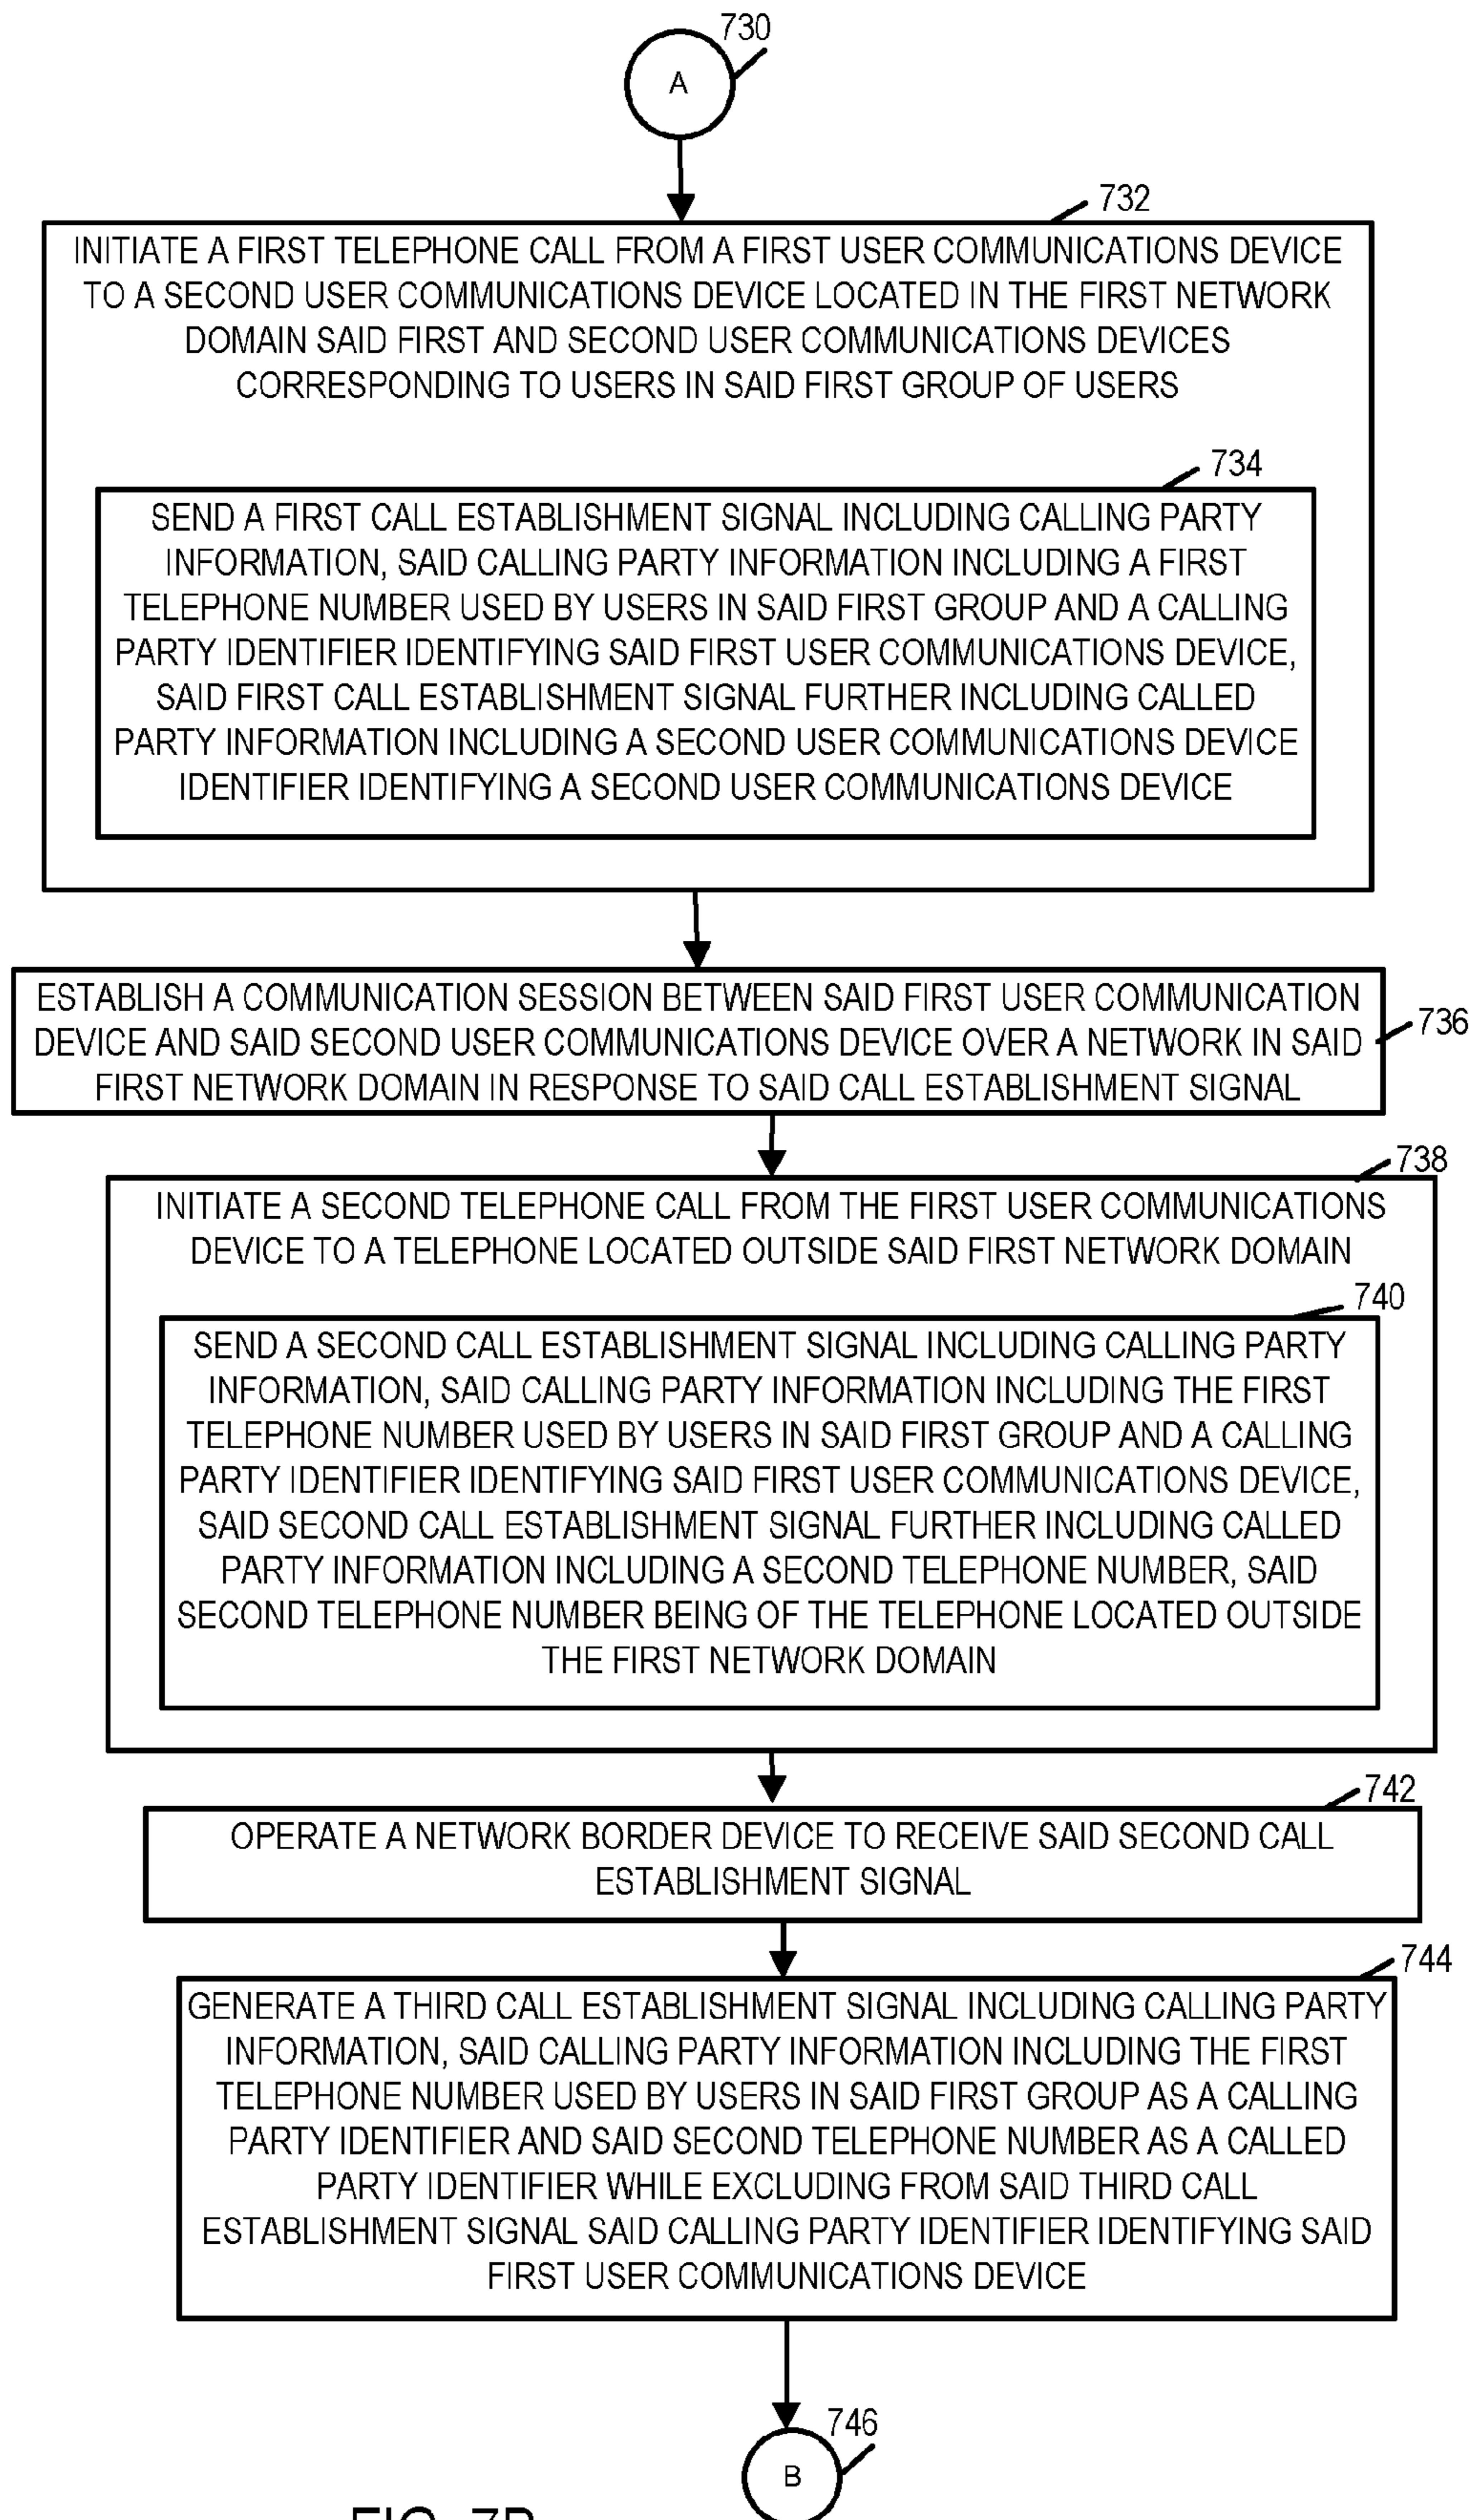 730
A
732
INITIATE A FIRST TELEPHONE CALL FROM A FIRST USER COMMUNICATIONS DEVICE
TO A SECOND USER COMMUNICATIONS DEVICE LOCATED IN THE FIRST NETWORK
DOMAIN SAID FIRST AND SECOND USER COMMUNICATIONS DEVICES
CORRESPONDING TO USERS IN SAID FIRST GROUP OF USERS
734
SEND A FIRST CALL ESTABLISHMENT SIGNAL INCLUDING CALLING PARTY
INFORMATION, SAID CALLING PARTY INFORMATION INCLUDING A FIRST
TELEPHONE NUMBER USED BY USERS IN SAID FIRST GROUP AND A CALLING
PARTY IDENTIFIER IDENTIFYING SAID FIRST USER COMMUNICATIONS DEVICE,
SAID FIRST CALL ESTABLISHMENT SIGNAL FURTHER INCLUDING CALLED
PARTY INFORMATION INCLUDING A SECOND USER COMMUNICATIONS DEVICE
IDENTIFIER IDENTIFYING A SECOND USER COMMUNICATIONS DEVICE
ESTABLISH A COMMUNICATION SESSION BETWEEN SAID FIRST USER COMMUNICATION
DEVICE AND SAID SECOND USER COMMUNICATIONS DEVICE OVER A NETWORK IN SAID
FIRST NETWORK DOMAIN IN RESPONSE TO SAID CALL ESTABLISHMENT SIGNAL
736
738
INITIATE A SECOND TELEPHONE CALL FROM THE FIRST USER COMMUNICATIONS
DEVICE TO A TELEPHONE LOCATED OUTSIDE SAID FIRST NETWORK DOMAIN
740
SEND A SECOND CALL ESTABLISHMENT SIGNAL INCLUDING CALLING PARTY
INFORMATION, SAID CALLING PARTY INFORMATION INCLUDING THE FIRST
TELEPHONE NUMBER USED BY USERS IN SAID FIRST GROUP AND A CALLING
PARTY IDENTIFIER IDENTIFYING SAID FIRST USER COMMUNICATIONS DEVICE,
SAID SECOND CALL ESTABLISHMENT SIGNAL FURTHER INCLUDING CALLED
PARTY INFORMATION INCLUDING A SECOND TELEPHONE NUMBER, SAID
SECOND TELEPHONE NUMBER BEING OF THE TELEPHONE LOCATED OUTSIDE
THE FIRST NETWORK DOMAIN
742
OPERATE A NETWORK BORDER DEVICE TO RECEIVE SAID SECOND CALL
ESTABLISHMENT SIGNAL
744
GENERATE A THIRD CALL ESTABLISHMENT SIGNAL INCLUDING CALLING PARTY
INFORMATION, SAID CALLING PARTY INFORMATION INCLUDING THE FIRST
TELEPHONE NUMBER USED BY USERS IN SAID FIRST GROUP AS A CALLING
PARTY IDENTIFIER AND SAID SECOND TELEPHONE NUMBER AS A CALLED
PARTY IDENTIFIER WHILE EXCLUDING FROM SAID THIRD CALL
ESTABLISHMENT SIGNAL SAID CALLING PARTY IDENTIFIER IDENTIFYING SAID
FIRST USER COMMUNICATIONS DEVICE
746
B